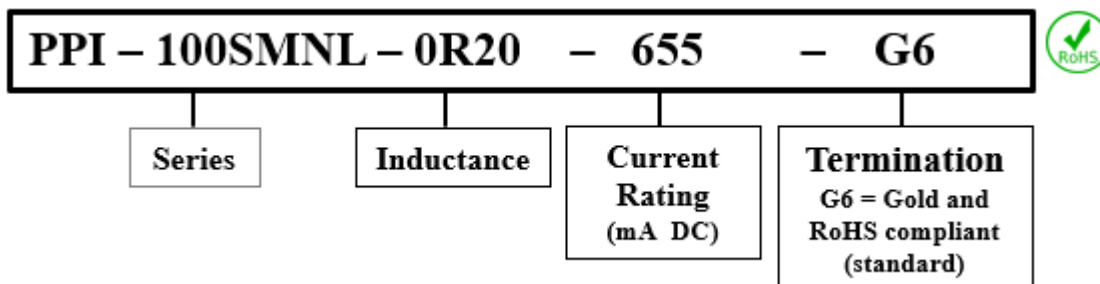 PPI – 100SMNL – 0R20 – 655 – G6
RoHS
Series
Inductance
Current
Rating
(mA DC)
Termination
G6 = Gold and
RoHS compliant
(standard)